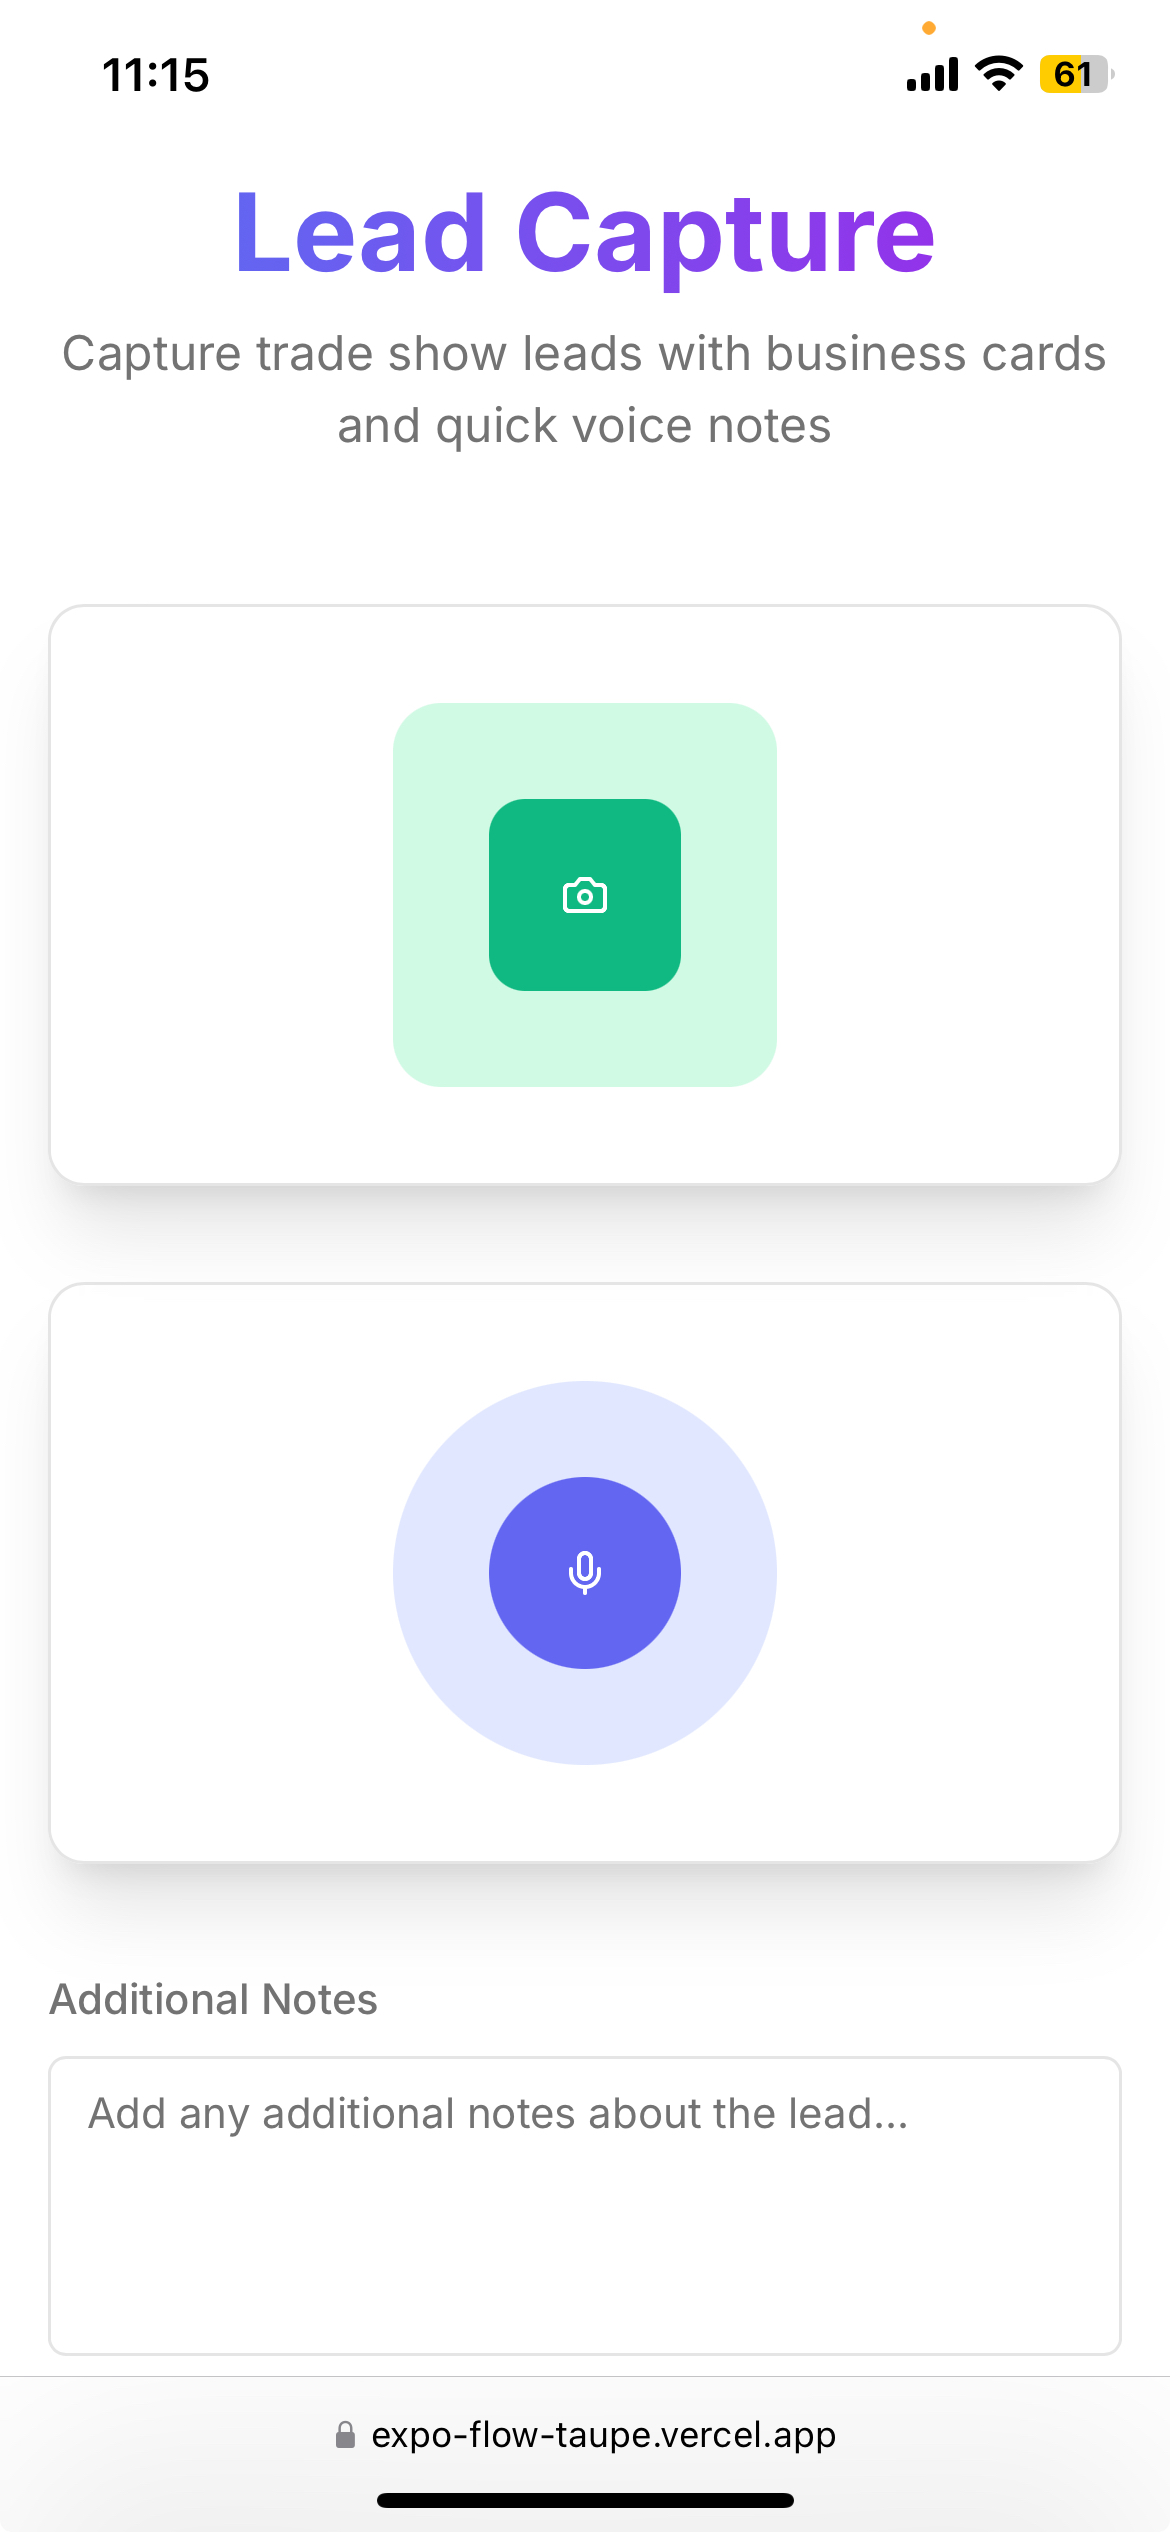 11:15
61
Lead Capture
Capture trade show leads with business cards
and quick voice notes
Additional Notes
Add any additional notes about the lead...
expo-flow-taupe.vercel.app